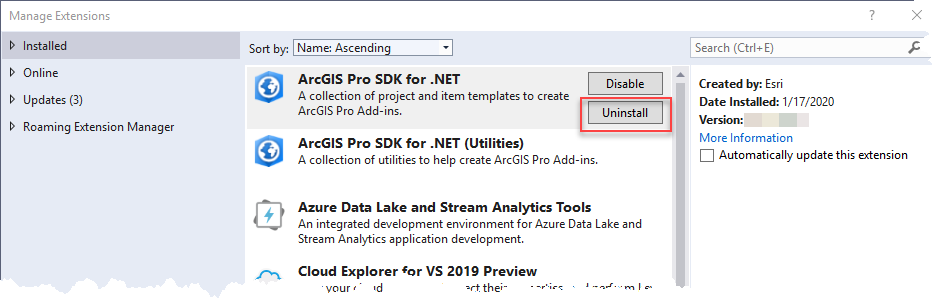 Manage Extensions
?
Installed
Online
Updates (3)
Roaming Extension Manager
Sort by: Name: Ascending
ArcGIS Pro SDK for .NET
A collection of project and item templates to create
ArcGIS Pro Add-ins.
Disable
Uninstall
ArcGIS Pro SDK for .NET (Utilities)
A collection of utilities to help create ArcGIS Pro Add-ins.
Azure Data Lake and Stream Analytics Tools
An integrated development environment for Azure Data Lake and
Stream Analytics application development.
Cloud Explorer for VS 2019 Preview
your cloud
Search (Ctrl+E)
Created by: Esri
Date Installed: 1/17/2020
Version:
More Information
Automatically update this extension